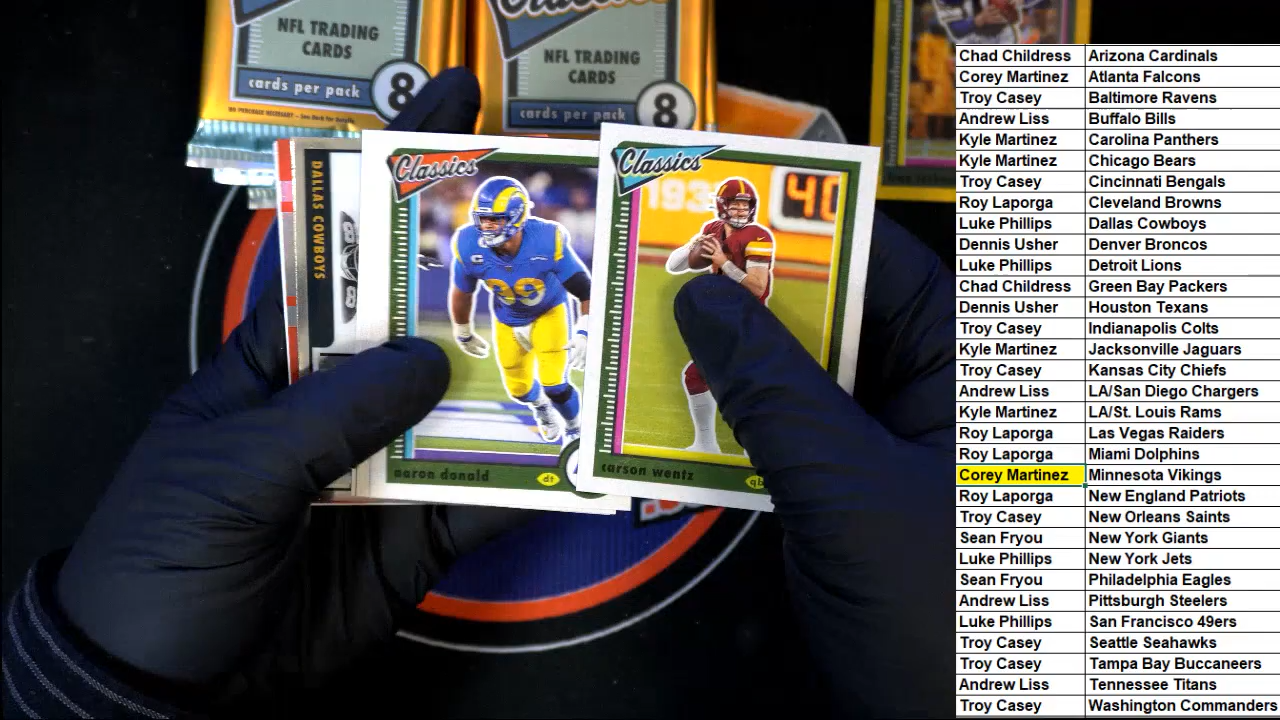 Classics
NFL TRADING
CARDS
cards per pack
8
NFL TRADING
CARDS
cards per pack
8
DALLAS COWBOYS
Classics
99
aaron donald
dt
Classics
193
40
carson wentz
qb
Chad Childress Arizona Cardinals
Corey Martinez Atlanta Falcons
Troy Casey Baltimore Ravens
Andrew Liss Buffalo Bills
Kyle Martinez Carolina Panthers
Kyle Martinez Chicago Bears
Troy Casey Cincinnati Bengals
Roy Laporga Cleveland Browns
Luke Phillips Dallas Cowboys
Dennis Usher Denver Broncos
Luke Phillips Detroit Lions
Chad Childress Green Bay Packers
Dennis Usher Houston Texans
Troy Casey Indianapolis Colts
Kyle Martinez Jacksonville Jaguars
Troy Casey Kansas City Chiefs
Andrew Liss LA/San Diego Chargers
Kyle Martinez LA/St. Louis Rams
Roy Laporga Las Vegas Raiders
Roy Laporga Miami Dolphins
Corey Martinez Minnesota Vikings
Roy Laporga New England Patriots
Troy Casey New Orleans Saints
Sean Fryou New York Giants
Luke Phillips New York Jets
Sean Fryou Philadelphia Eagles
Andrew Liss Pittsburgh Steelers
Luke Phillips San Francisco 49ers
Troy Casey Seattle Seahawks
Troy Casey Tampa Bay Buccaneers
Andrew Liss Tennessee Titans
Troy Casey Washington Commanders